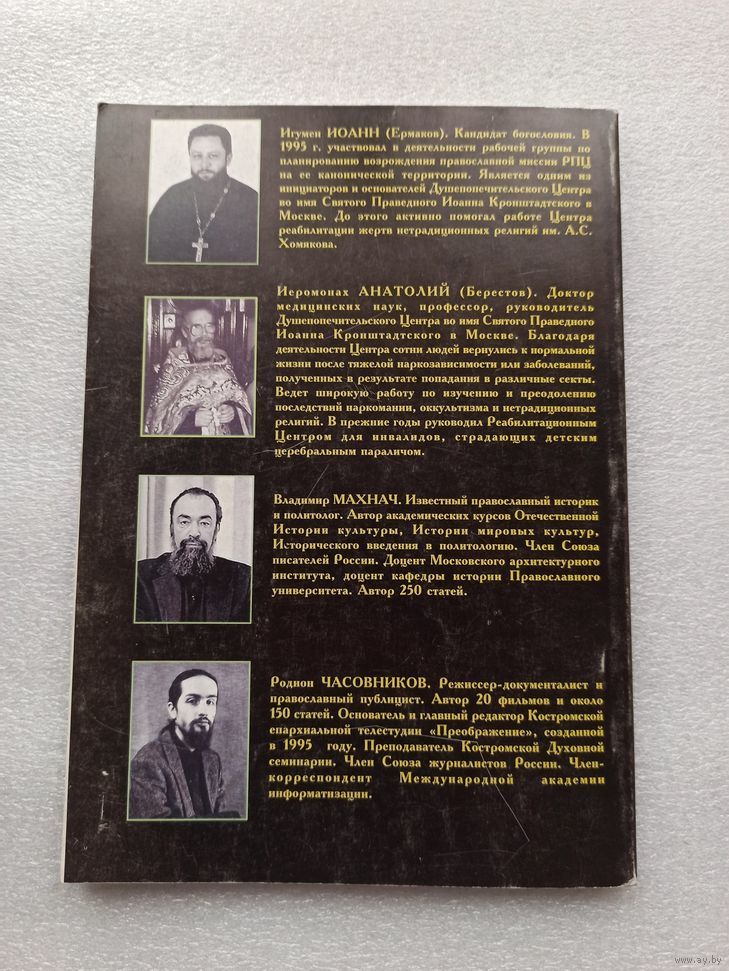 Игумен ИОАНН (Ермаков). Кандидат богословия. В
1995 г. участвовал в деятельности рабочей группы по
планированию возрождения православной миссии РПЦ
на ее канонической территории. Является одним из
инициаторов и основателей Душепопечительского Центра
во имя Святого Праведного Иоанна Кронштадтского в
Москве. До этого активно помогал работе Центра
реабилитации жертв нетрадиционных религий им. А.С.
Хомякова.
Иеромонах АНАТОЛИЙ (Берестов). Доктор
медицинских наук, профессор, руководитель
Душепопечительского Центра во имя Святого Праведного
Иоанна Кронштадтского в Москве. Благодаря
деятельности Центра сотни людей вернулись к нормальной
жизни после тяжелой наркозависимости или заболеваний,
полученных в результате попадания в различные секты.
Ведет широкую работу по изучению и преодолению
последствий наркомании, оккультизма и нетрадиционных
религий. В прежние годы руководил Реабилитационным
Центром для инвалидов, страдающих детским
церебральным параличом.
Владимир МАХНАЧ. Известный православный историк
и политолог. Автор академических курсов Отечественной
Истории культуры, Истории мировых культур,
Исторического введения в политологию. Член Союза
писателей России. Доцент Московского архитектурного
института, доцент кафедры истории Православного
университета. Автор 250 статей.
Родион ЧАСОВНИКОВ. Режиссер-документалист и
православный публицист. Автор 20 фильмов и около
150 статей. Основатель и главный редактор Костромской
епархиальной телестудии «Преображение», созданной
в 1995 году. Преподаватель Костромской Духовной
семинарии. Член Союза журналистов России. Член-
корреспондент Международной академии
информатизации.
www.ay.by